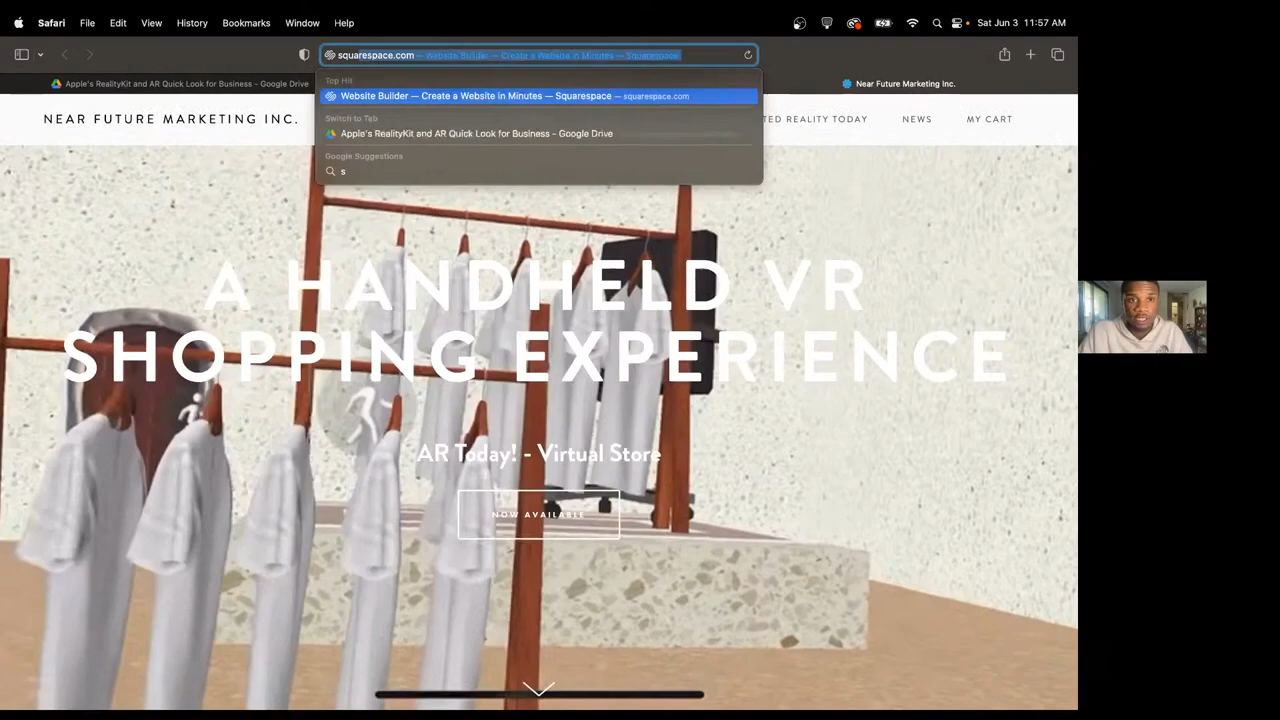 Safari File Edit View History Bookmarks Window Help Sat Jun 3 11:57 AM
squarespace.com — Website Builder — Create a Website in Minutes — Squarespace
Apple's RealityKit and AR Quick Look for Business - Google Drive
Near Future Marketing Inc.
Top Hit
Website Builder — Create a Website in Minutes — Squarespace — squarespace.com
Switch to Tab
Apple's RealityKit and AR Quick Look for Business - Google Drive
Google Suggestions
s
NEAR FUTURE MARKETING INC.
TED REALITY TODAY NEWS MY CART
A HANDHELD VR
SHOPPING EXPERIENCE
AR Today! - Virtual Store
NOW AVAILABLE